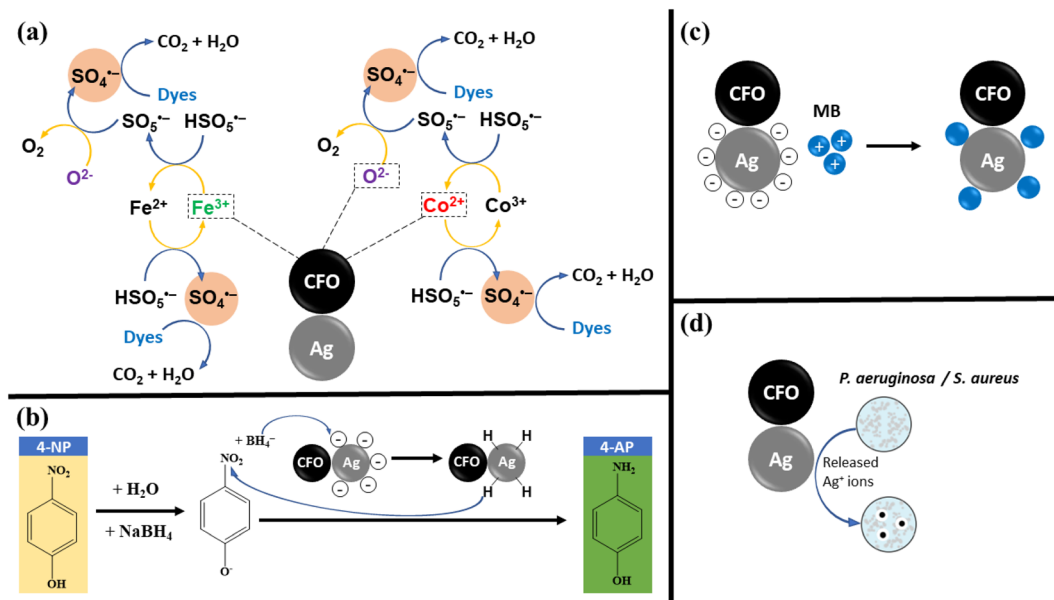 (a)
CO₂ + H₂O
SO₄•−
Dyes
SO₅•− HSO₅•−
O₂
O²⁻
Fe²⁺ Fe³⁺
HSO₅•− SO₄•−
Dyes
CO₂ + H₂O
CO₂ + H₂O
SO₄•−
Dyes
SO₅•− HSO₅•−
O₂
O²⁻
Co²⁺ Co³⁺
HSO₅•− SO₄•−
CO₂ + H₂O
Dyes
CFO
Ag
(b)
4-NP
NO₂
OH
+ H₂O
+ NaBH₄
NO₂
O⁻
+ BH₄⁻
− − − − −
CFO Ag
H H
CFO Ag
H H
4-AP
NH₂
OH
(c)
CFO
Ag
− − − − − − − − −
MB
+ + +
CFO
Ag
(d)
CFO
Ag
P. aeruginosa / S. aureus
Released
Ag⁺ ions